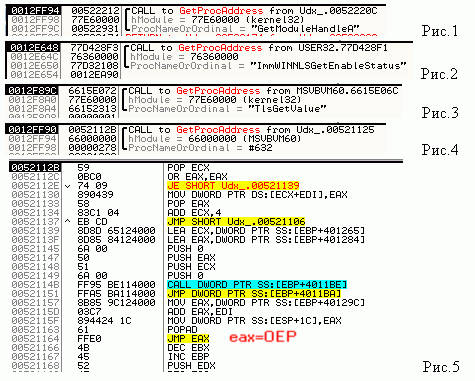 0012FF94 00522212 CALL to GetProcAddress from Udx_.0052220C
0012FF98 77E60000 hModule = 77E60000 (kernel32)
0012FF9C 00522931 ProcNameOrOrdinal = "GetModuleHandleA"
Рис.1
0012E648 77D428F3 CALL to GetProcAddress from USER32.77D428F1
0012E64C 76360000 hModule = 76360000
0012E650 77D32108 ProcNameOrOrdinal = "ImmWINNLSGetEnableStatus"
0012E654 0012EA90
Рис.2
0012F89C 6615E072 CALL to GetProcAddress from MSVBVM60.6615E06C
0012F8A0 77E60000 hModule = 77E60000 (kernel32)
0012F8A4 66152313 ProcNameOrOrdinal = "TlsGetValue"
Рис.3
0012FF90 0052112B CALL to GetProcAddress from Udx_.00521125
0012FF94 66000000 hModule = 66000000 (MSVBVM60)
0012FF98 00000278 ProcNameOrOrdinal = #632
Рис.4
0052112B 59 POP ECX
0052112C 0BC0 OR EAX,EAX
0052112E 74 09 JE SHORT Udx_.00521139
00521130 890439 MOV DWORD PTR DS:[ECX+EDI],EAX
00521133 58 POP EAX
00521134 83C1 04 ADD ECX,4
00521137 EB CD JMP SHORT Udx_.00521106
00521139 8D8D 65124000 LEA ECX,DWORD PTR SS:[EBP+401265]
0052113F 8D85 84124000 LEA EAX,DWORD PTR SS:[EBP+401284]
00521145 6A 00 PUSH 0
00521147 50 PUSH EAX
00521148 51 PUSH ECX
00521149 6A 00 PUSH 0
0052114B FF95 BE114000 CALL DWORD PTR SS:[EBP+4011BE]
00521151 FFA5 BA114000 JMP DWORD PTR SS:[EBP+4011BA]
00521157 8B85 9C124000 MOV EAX,DWORD PTR SS:[EBP+40129C]
0052115D 03C7 ADD EAX,EDI
0052115F 894424 1C MOV DWORD PTR SS:[ESP+1C],EAX
00521163 61 POPAD
00521164 FFE0 JMP EAX eax=OEP
00521166 4B DEC EBX
00521167 45 INC EBP
00521168 52 PUSH EDX
Рис.5